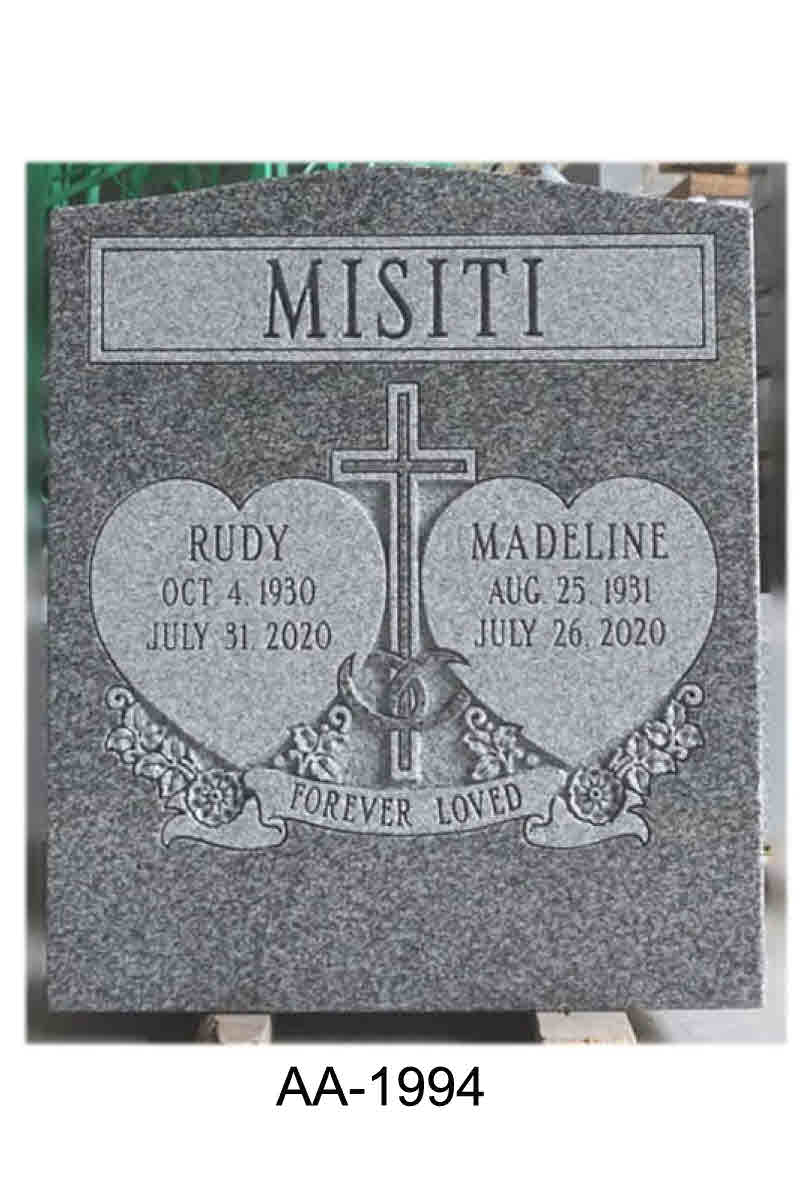 MISITI
RUDY
OCT 4, 1930
JULY 31, 2020
MADELINE
AUG 25, 1931
JULY 26, 2020
FOREVER LOVED
AA-1994